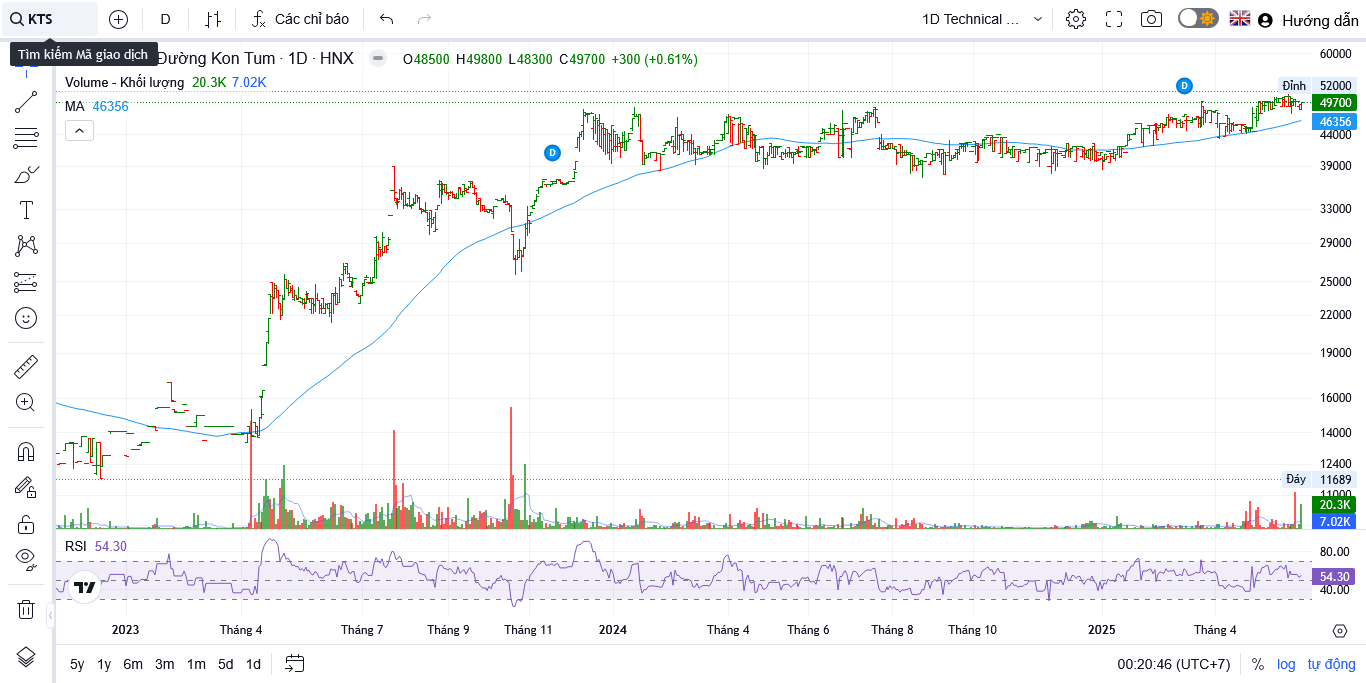 KTS
D
Các chỉ báo
1D Technical ...
Hướng dẫn
Tìm kiếm Mã giao dịch
Đường Kon Tum · 1D · HNX
O48500 H49800 L48300 C49700 +300 (+0.61%)
Volume - Khối lượng 20.3K 7.02K
MA 46356
D
D
60000
Đỉnh 52000
49700
46356
44000
39000
33000
29000
25000
22000
19000
16000
14000
12400
Đáy 11689
11000
20.3K
7.02K
RSI 54.30
80.00
54.30
40.00
2023 Tháng 4 Tháng 7 Tháng 9 Tháng 11 2024 Tháng 4 Tháng 6 Tháng 8 Tháng 10 2025 Tháng 4
5y 1y 6m 3m 1m 5d 1d
00:20:46 (UTC+7) % log tự động